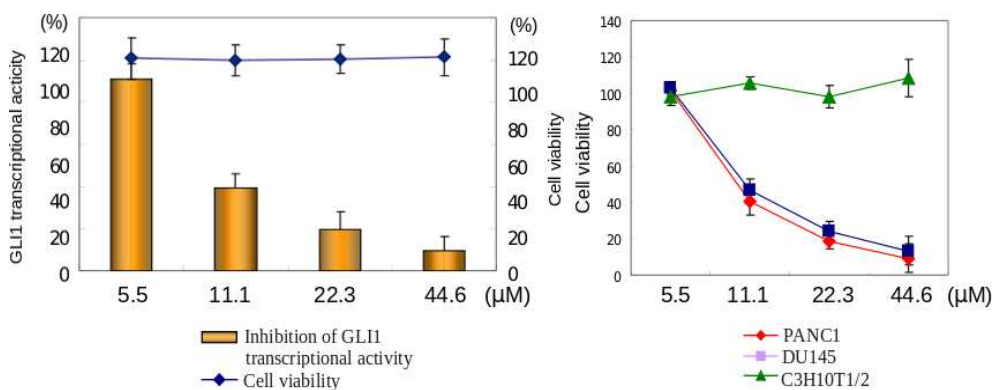 (%)
GLI1 transcriptional acticity
120
100
80
60
40
20
0
5.5 11.1 22.3 44.6 (μM)
(%)
120
100
80
60
40
20
0
Cell viability
Inhibition of GLI1
transcriptional activity
Cell viability
Cell viability
140
120
100
80
60
40
20
0
5.5 11.1 22.3 44.6 (μM)
PANC1
DU145
C3H10T1/2